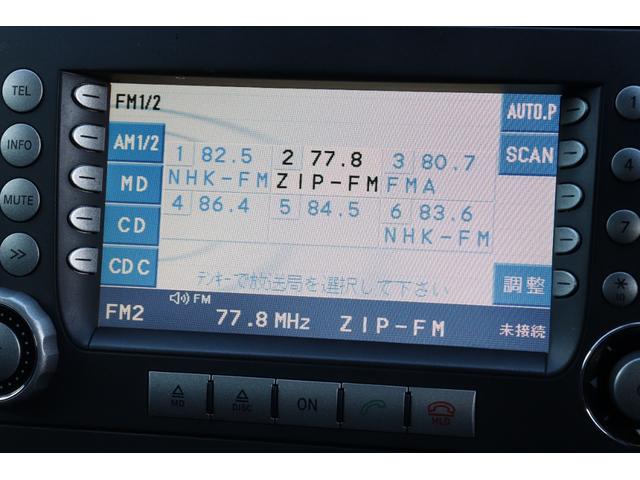 TEL
INFO
MUTE
FM1/2
AUTO.P
AM1/2
SCAN
MD
CD
CDC
調整
1 82.5 2 77.8 3 80.7
NHK-FM ZIP-FM FMA
4 86.4 5 84.5 6 83.6
NHK-FM
テンキーで放送局を選択して下さい
FM
FM2 77.8 MHz ZIP-FM 未接続
MD
DISC
ON
HLD
1
4
7
*